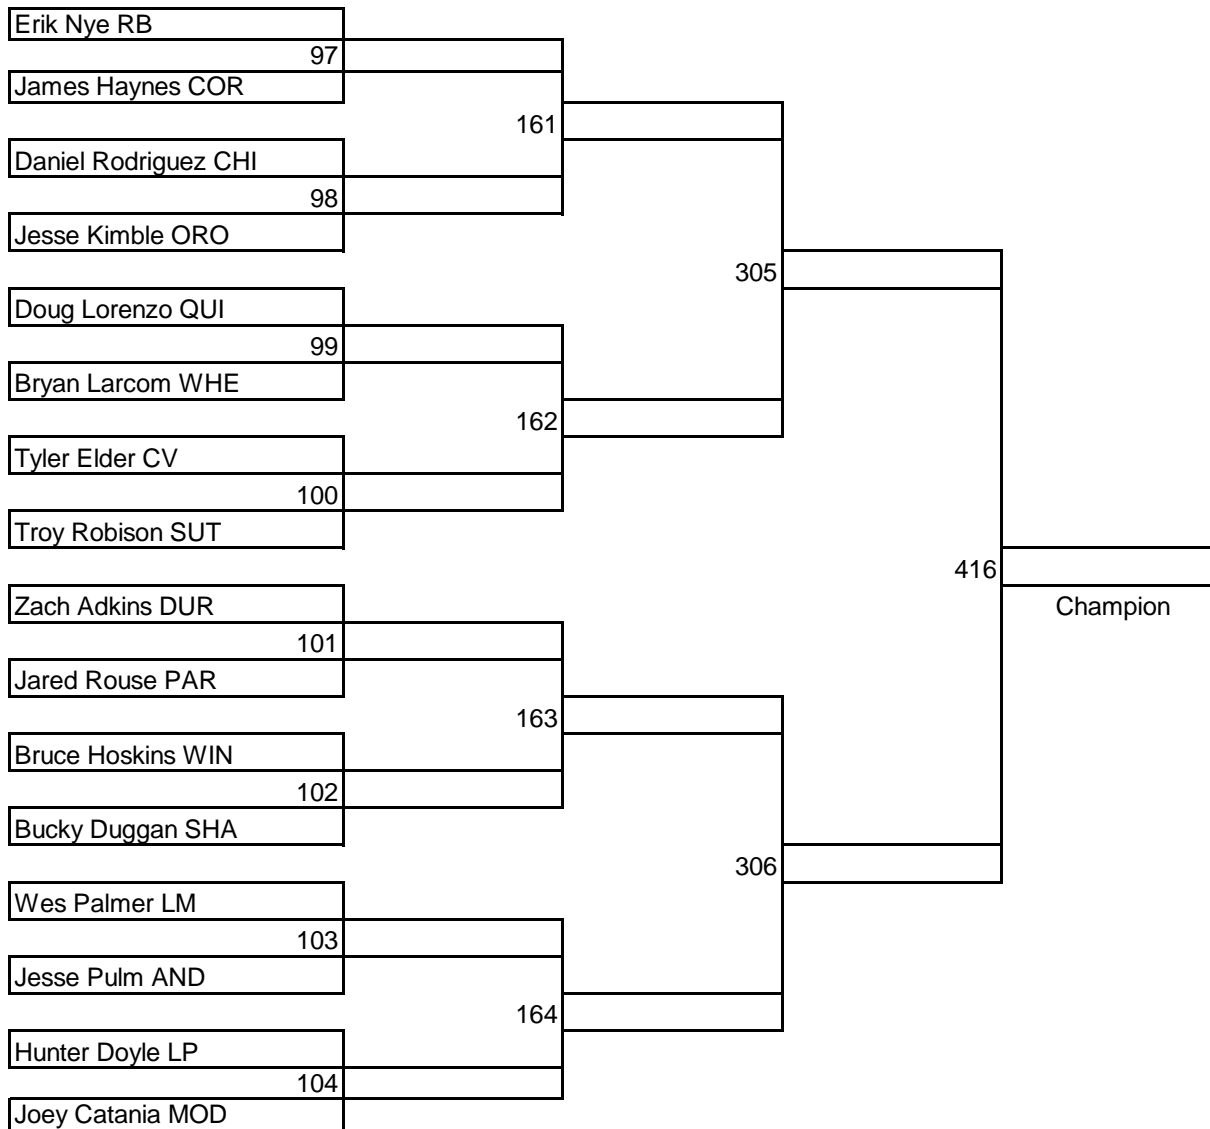 Erik Nye RB
97
James Haynes COR
161
Daniel Rodriguez CHI
98
Jesse Kimble ORO
305
Doug Lorenzo QUI
99
Bryan Larcom WHE
162
Tyler Elder CV
100
Troy Robison SUT
416
Champion
Zach Adkins DUR
101
Jared Rouse PAR
163
Bruce Hoskins WIN
102
Bucky Duggan SHA
306
Wes Palmer LM
103
Jesse Pulm AND
164
Hunter Doyle LP
104
Joey Catania MOD